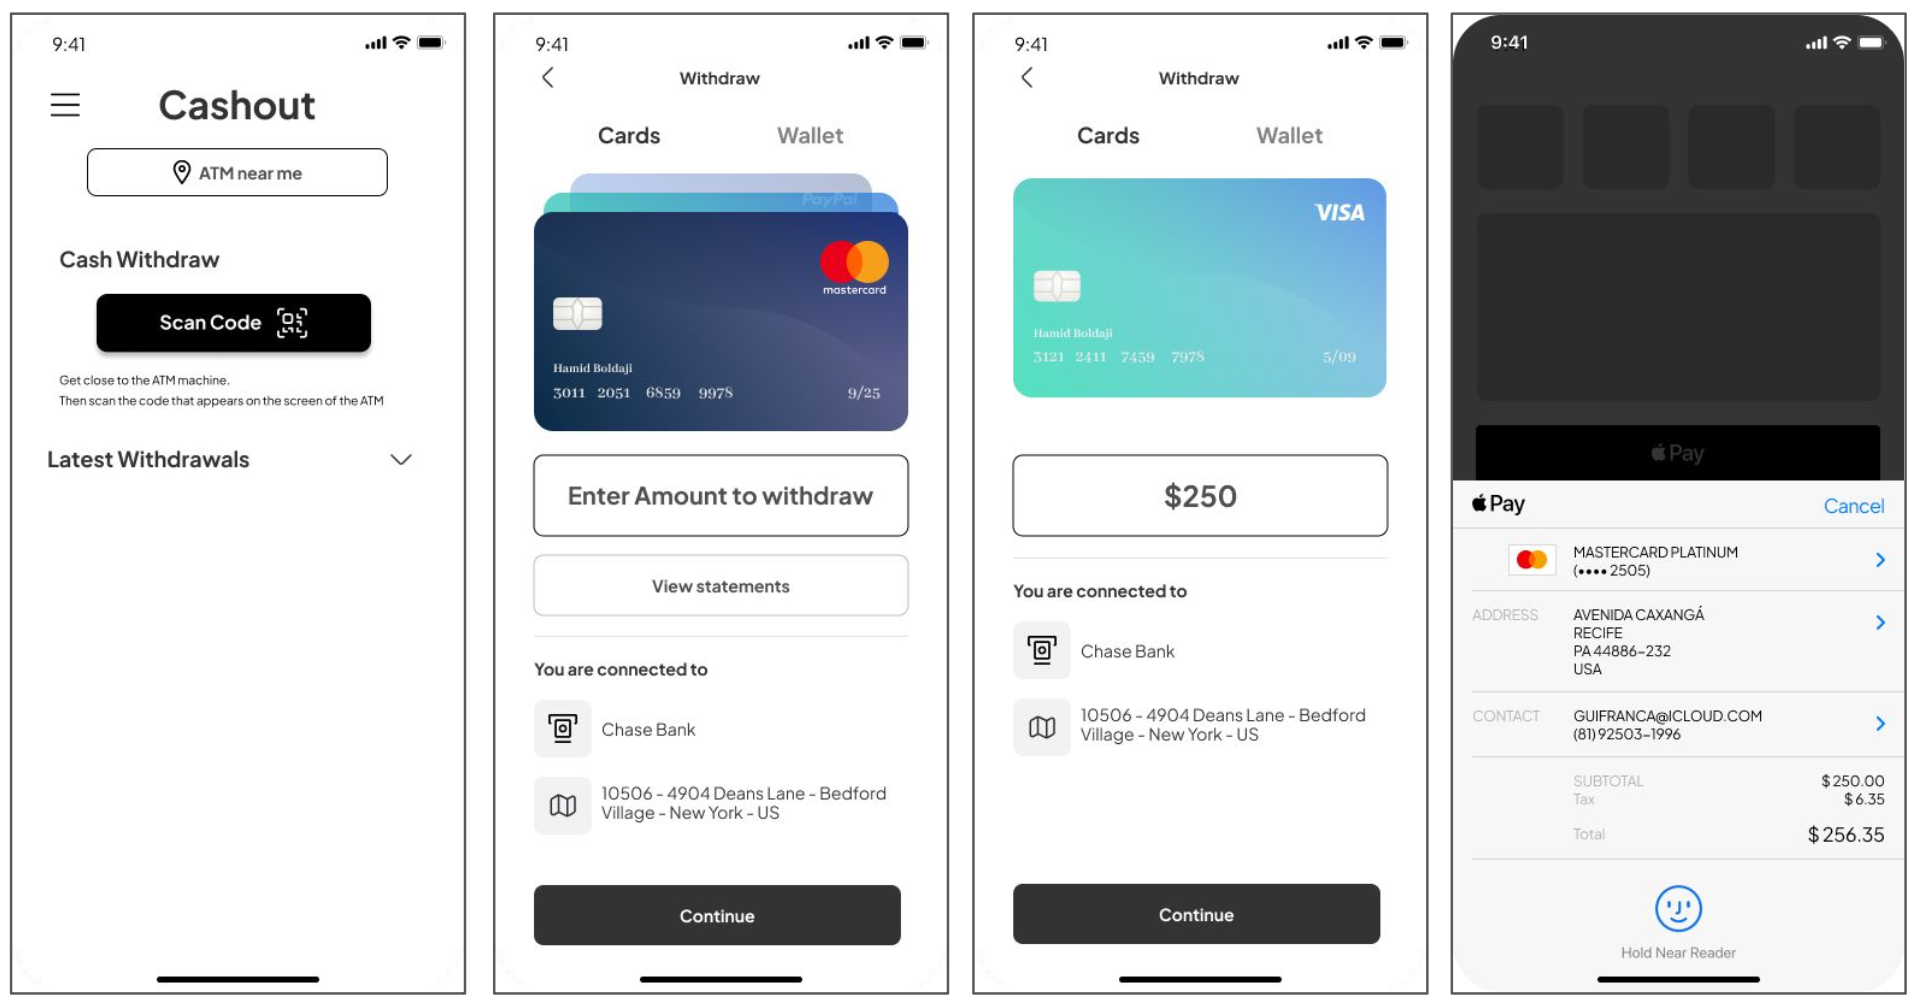 9:41
Cashout
ATM near me
Cash Withdraw
Scan Code
Get close to the ATM machine.
Then scan the code that appears on the screen of the ATM
Latest Withdrawals
9:41
Withdraw
Cards Wallet
PayPal
mastercard
Hamid Boldaji
3011 2051 6859 9978 9/25
Enter Amount to withdraw
View statements
You are connected to
Chase Bank
10506 - 4904 Deans Lane - Bedford
Village - New York - US
Continue
9:41
Withdraw
Cards Wallet
VISA
Hamid Boldaji
3121 2411 7459 7978 5/09
$250
You are connected to
Chase Bank
10506 - 4904 Deans Lane - Bedford
Village - New York - US
Continue
9:41
Pay
Pay Cancel
MASTERCARD PLATINUM
(•••• 2505)
ADDRESS AVENIDA CAXANGÁ
RECIFE
PA 44886-232
USA
CONTACT GUIFRANCA@ICLOUD.COM
(81) 92503-1996
SUBTOTAL $250.00
Tax $6.35
Total $256.35
Hold Near Reader